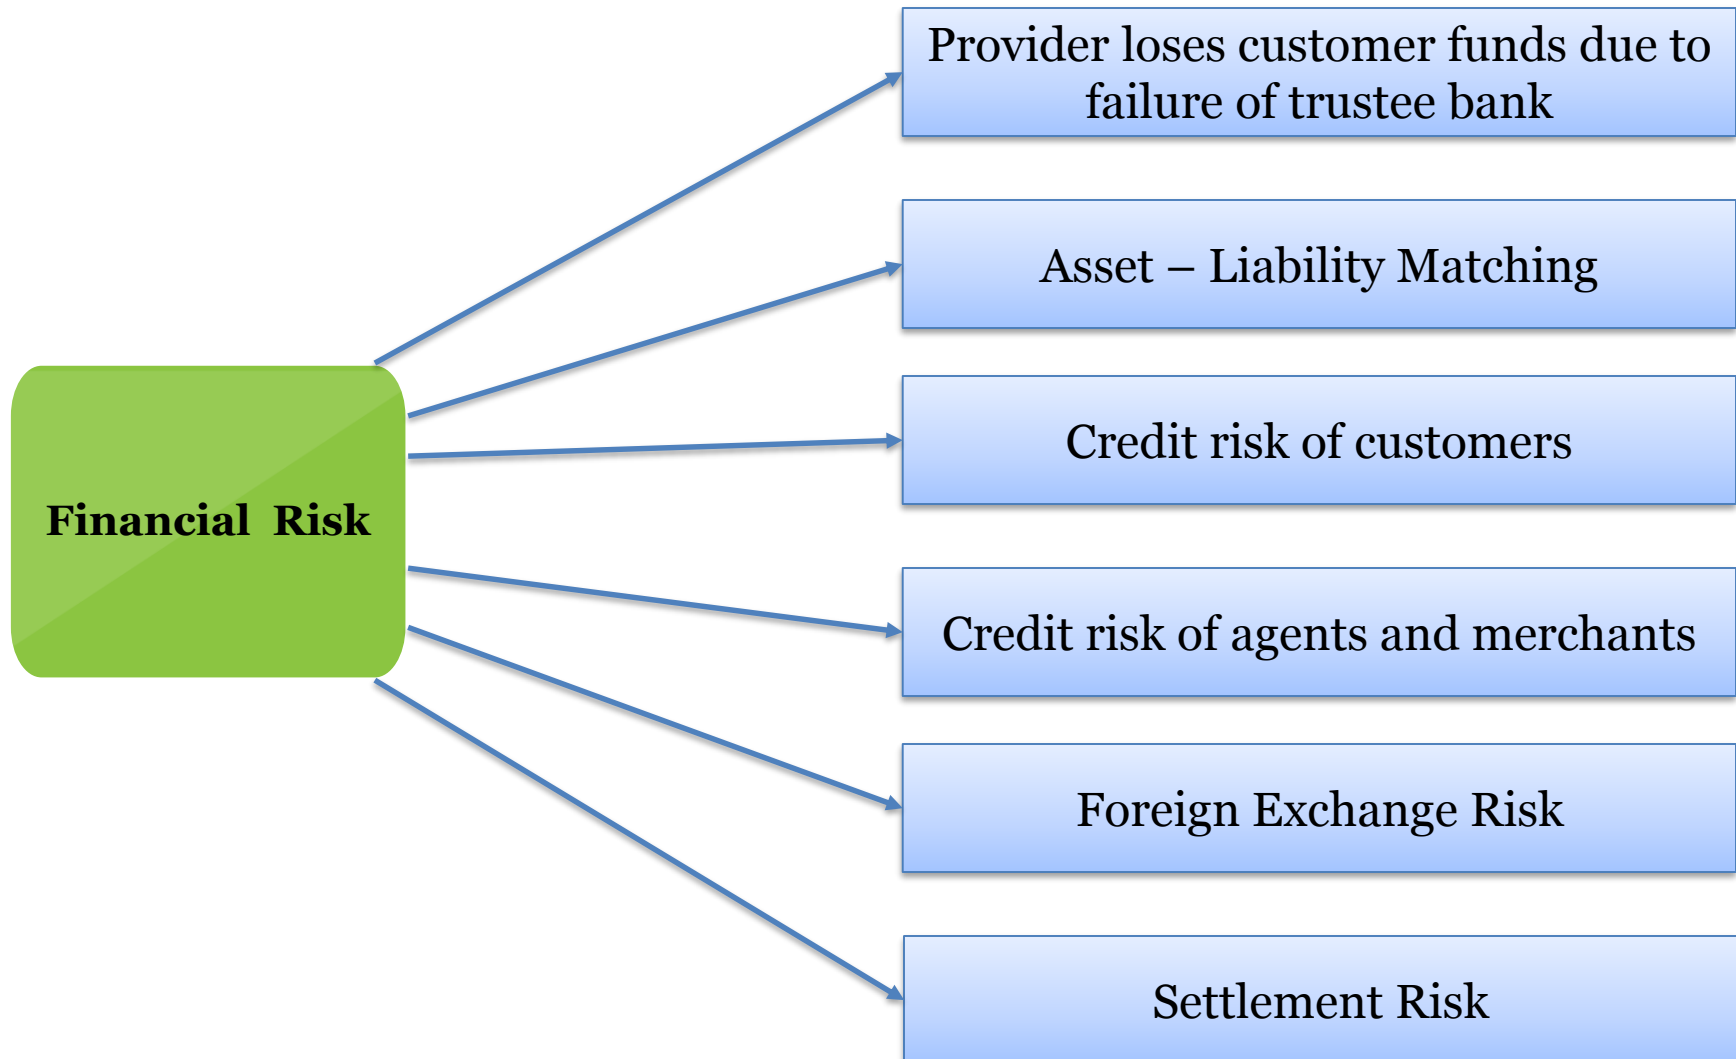 Provider loses customer funds due to
failure of trustee bank
Asset – Liability Matching
Credit risk of customers
Financial Risk
Credit risk of agents and merchants
Foreign Exchange Risk
Settlement Risk